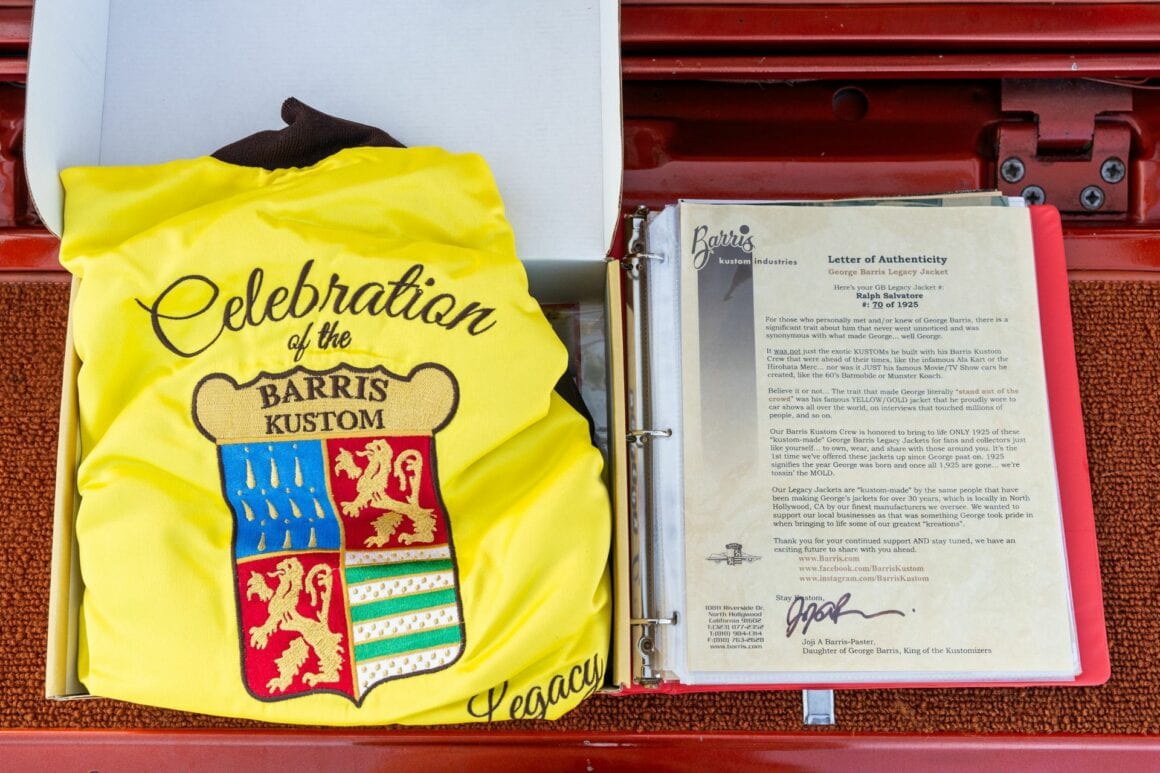 Celebration
of the
BARRIS
KUSTOM
Legacy
Barris
kustom industries
Letter of Authenticity
George Barris Legacy Jacket
Here's your GB Legacy Jacket #:
Ralph Salvatore
#: 70 of 1925
For those who personally met and/or knew of George Barris, there is a
significant trait about him that never went unnoticed and was
synonymous with what made George... well George.
It was not just the exotic KUSTOMs he built with his Barris Kustom
Crew that were ahead of their times, like the infamous Ala Kart or the
Hirohata Merc... nor was it JUST his famous Movie/TV Show cars he
created, like the 60's Batmobile or Munster Koach.
Believe it or not... The trait that made George literally "stand out of the
crowd" was his famous YELLOW/GOLD jacket that he proudly wore to
car shows all over the world, on interviews that touched millions of
people, and so on.
Our Barris Kustom Crew is honored to bring to life ONLY 1925 of these
"kustom-made" George Barris Legacy Jackets for fans and collectors just
like yourself... to own, wear, and share with those around you. It's the
1st time we've offered these jackets up since George past on. 1925
signifies the year George was born and once all 1,925 are gone... we're
tossin' the MOLD.
Our Legacy Jackets are "kustom-made" by the same people that have
been making George's jackets for over 30 years, which is locally in North
Hollywood, CA by our finest manufacturers we oversee. We wanted to
support our local businesses as that was something George took pride in
when bringing to life some of our greatest "kreations".
Thank you for your continued support AND stay tuned, we have an
exciting future to share with you ahead.
www.Barris.com
www.facebook.com/BarrisKustom
www.instagram.com/BarrisKustom
Stay Kustom,
Joji A Barris-Paster,
Daughter of George Barris, King of the Kustomizers
10811 Riverside Dr.
North Hollywood
California 91602
T:(323) 877-2352
T:(818) 984-1314
F:(818) 763-2628
www.barris.com